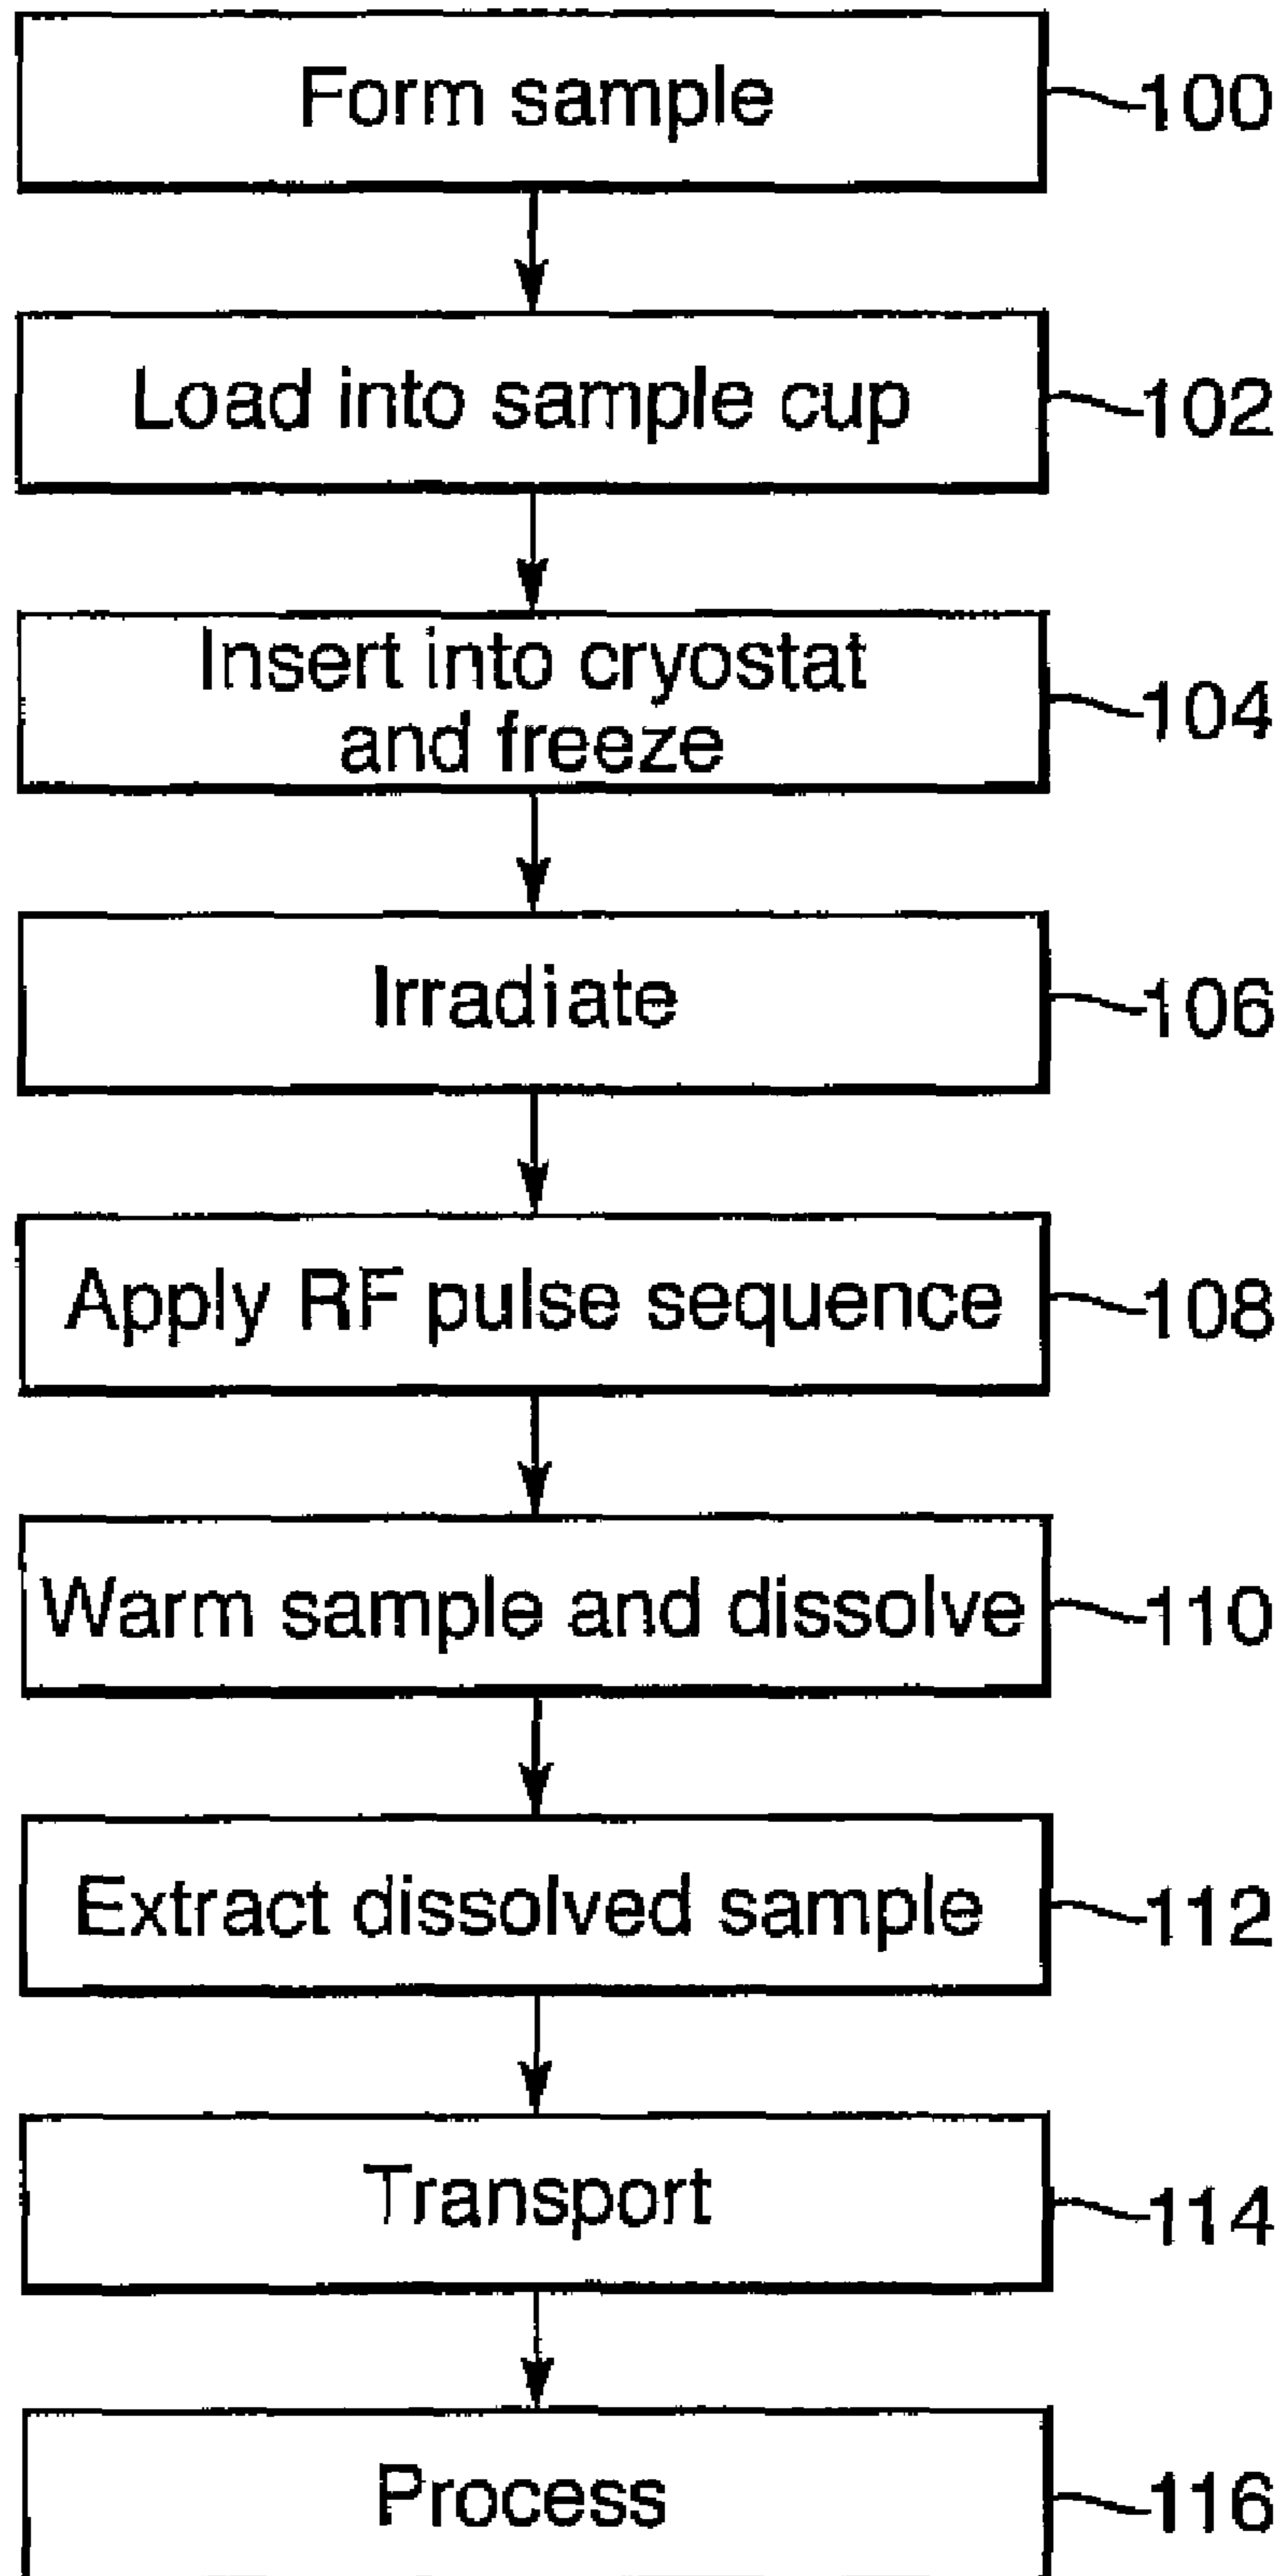 Form sample
100
Load into sample cup
102
Insert into cryostat
and freeze
104
Irradiate
106
Apply RF pulse sequence
108
Warm sample and dissolve
110
Extract dissolved sample
112
Transport
114
Process
116